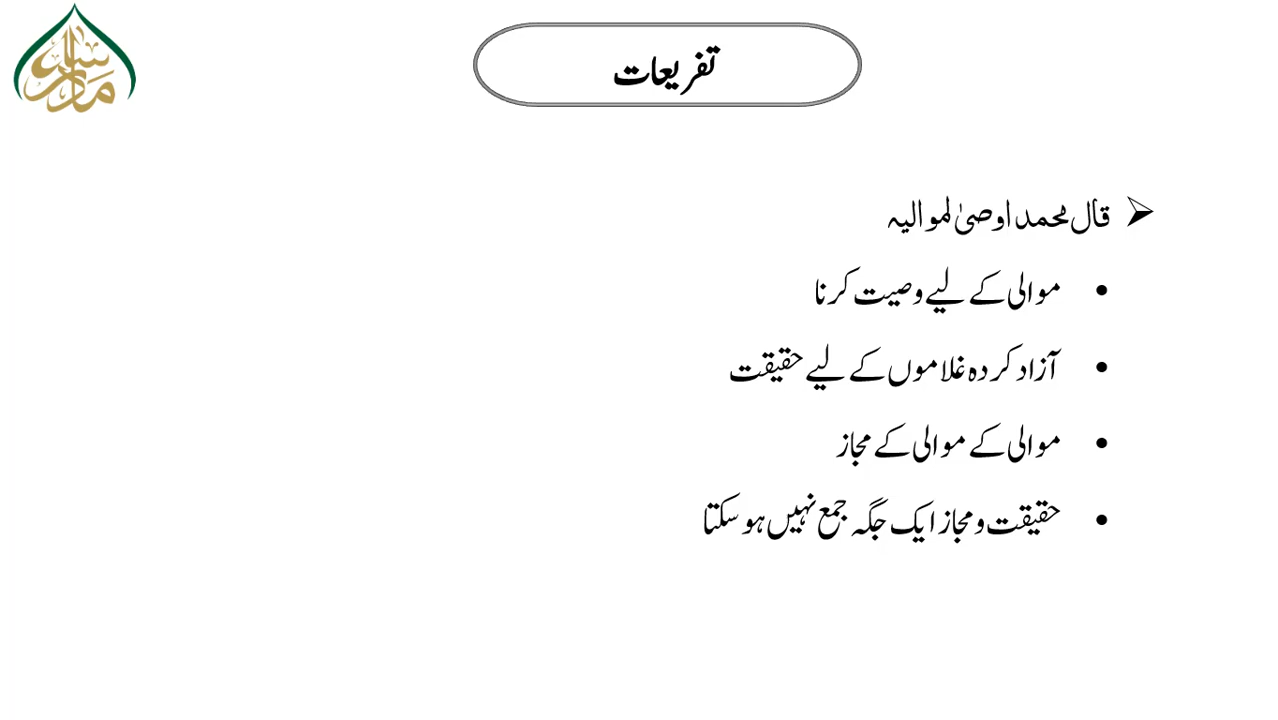 تفریعات
قال محمد اوصیٰ لموالیہ
موالی کے لیے وصیت کرنا
آزاد کردہ غلاموں کے لیے حقیقت
موالی کے موالی کے مجاز
حقیقت و مجاز ایک جگہ جمع نہیں ہو سکتا